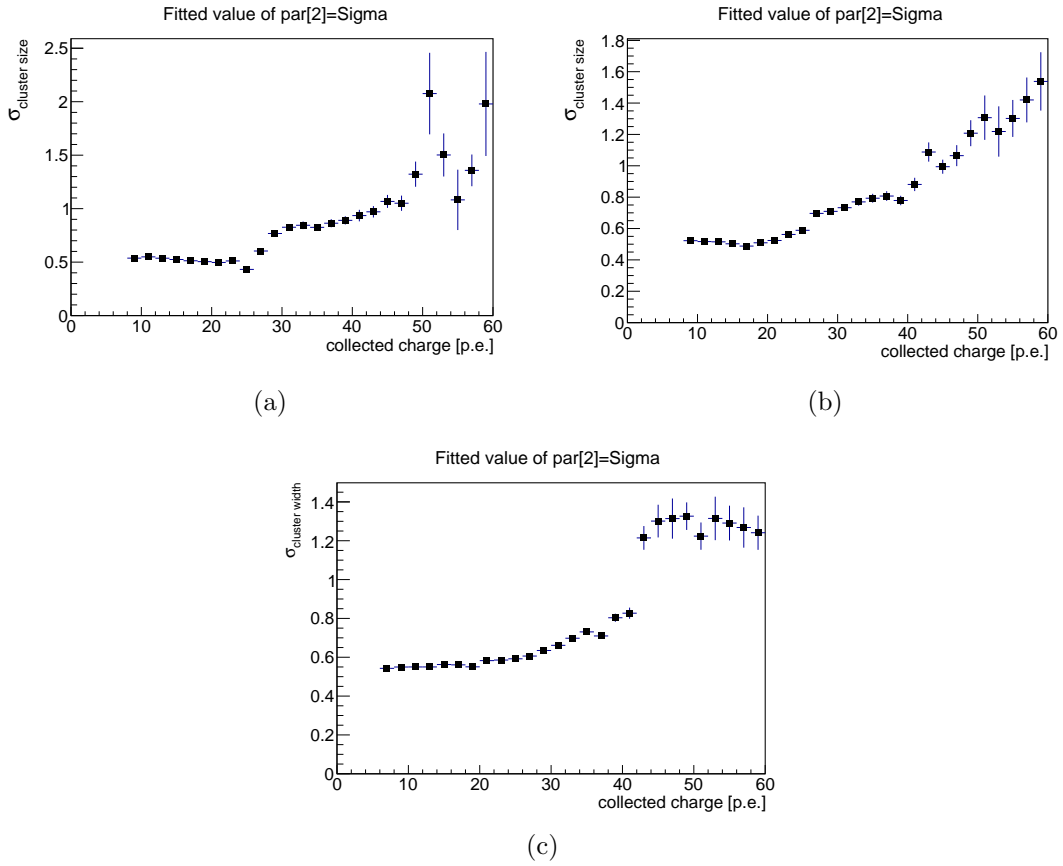 Fitted value of par[2]=Sigma
σcluster size
2.5
2
1.5
1
0.5
0
0 10 20 30 40 50 60
collected charge [p.e.]
(a)
Fitted value of par[2]=Sigma
σcluster size
1.8
1.6
1.4
1.2
1
0.8
0.6
0.4
0.2
0
0 10 20 30 40 50 60
collected charge [p.e.]
(b)
Fitted value of par[2]=Sigma
σcluster width
1.4
1.2
1
0.8
0.6
0.4
0.2
0
0 10 20 30 40 50 60
collected charge [p.e.]
(c)